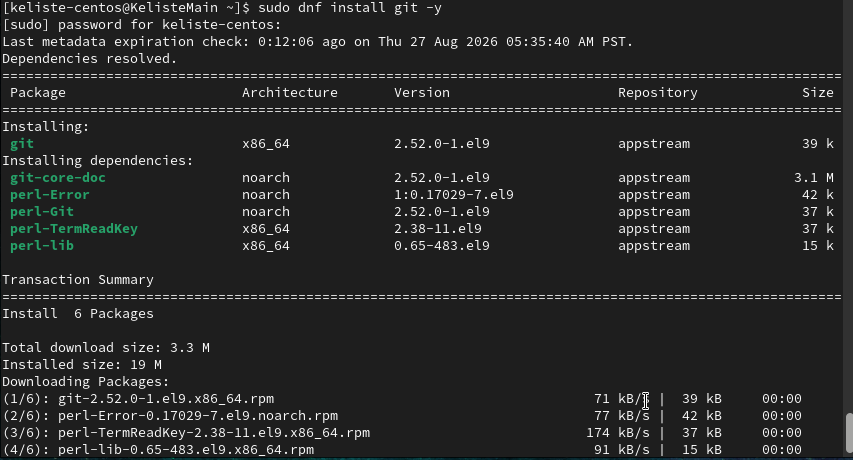 [keliste-centos@KelisteMain ~]$ sudo dnf install git -y
[sudo] password for keliste-centos:
Last metadata expiration check: 0:12:06 ago on Thu 27 Aug 2026 05:35:40 AM PST.
Dependencies resolved.
================================================================================
Package Architecture Version Repository Size
================================================================================
Installing:
git x86_64 2.52.0-1.el9 appstream 39 k
Installing dependencies:
git-core-doc noarch 2.52.0-1.el9 appstream 3.1 M
perl-Error noarch 1:0.17029-7.el9 appstream 42 k
perl-Git noarch 2.52.0-1.el9 appstream 37 k
perl-TermReadKey x86_64 2.38-11.el9 appstream 37 k
perl-lib x86_64 0.65-483.el9 appstream 15 k
Transaction Summary
================================================================================
Install 6 Packages
Total download size: 3.3 M
Installed size: 19 M
Downloading Packages:
(1/6): git-2.52.0-1.el9.x86_64.rpm 71 kB/s | 39 kB 00:00
(2/6): perl-Error-0.17029-7.el9.noarch.rpm 77 kB/s | 42 kB 00:00
(3/6): perl-TermReadKey-2.38-11.el9.x86_64.rpm 174 kB/s | 37 kB 00:00
(4/6): perl-lib-0.65-483.el9.x86_64.rpm 91 kB/s | 15 kB 00:00